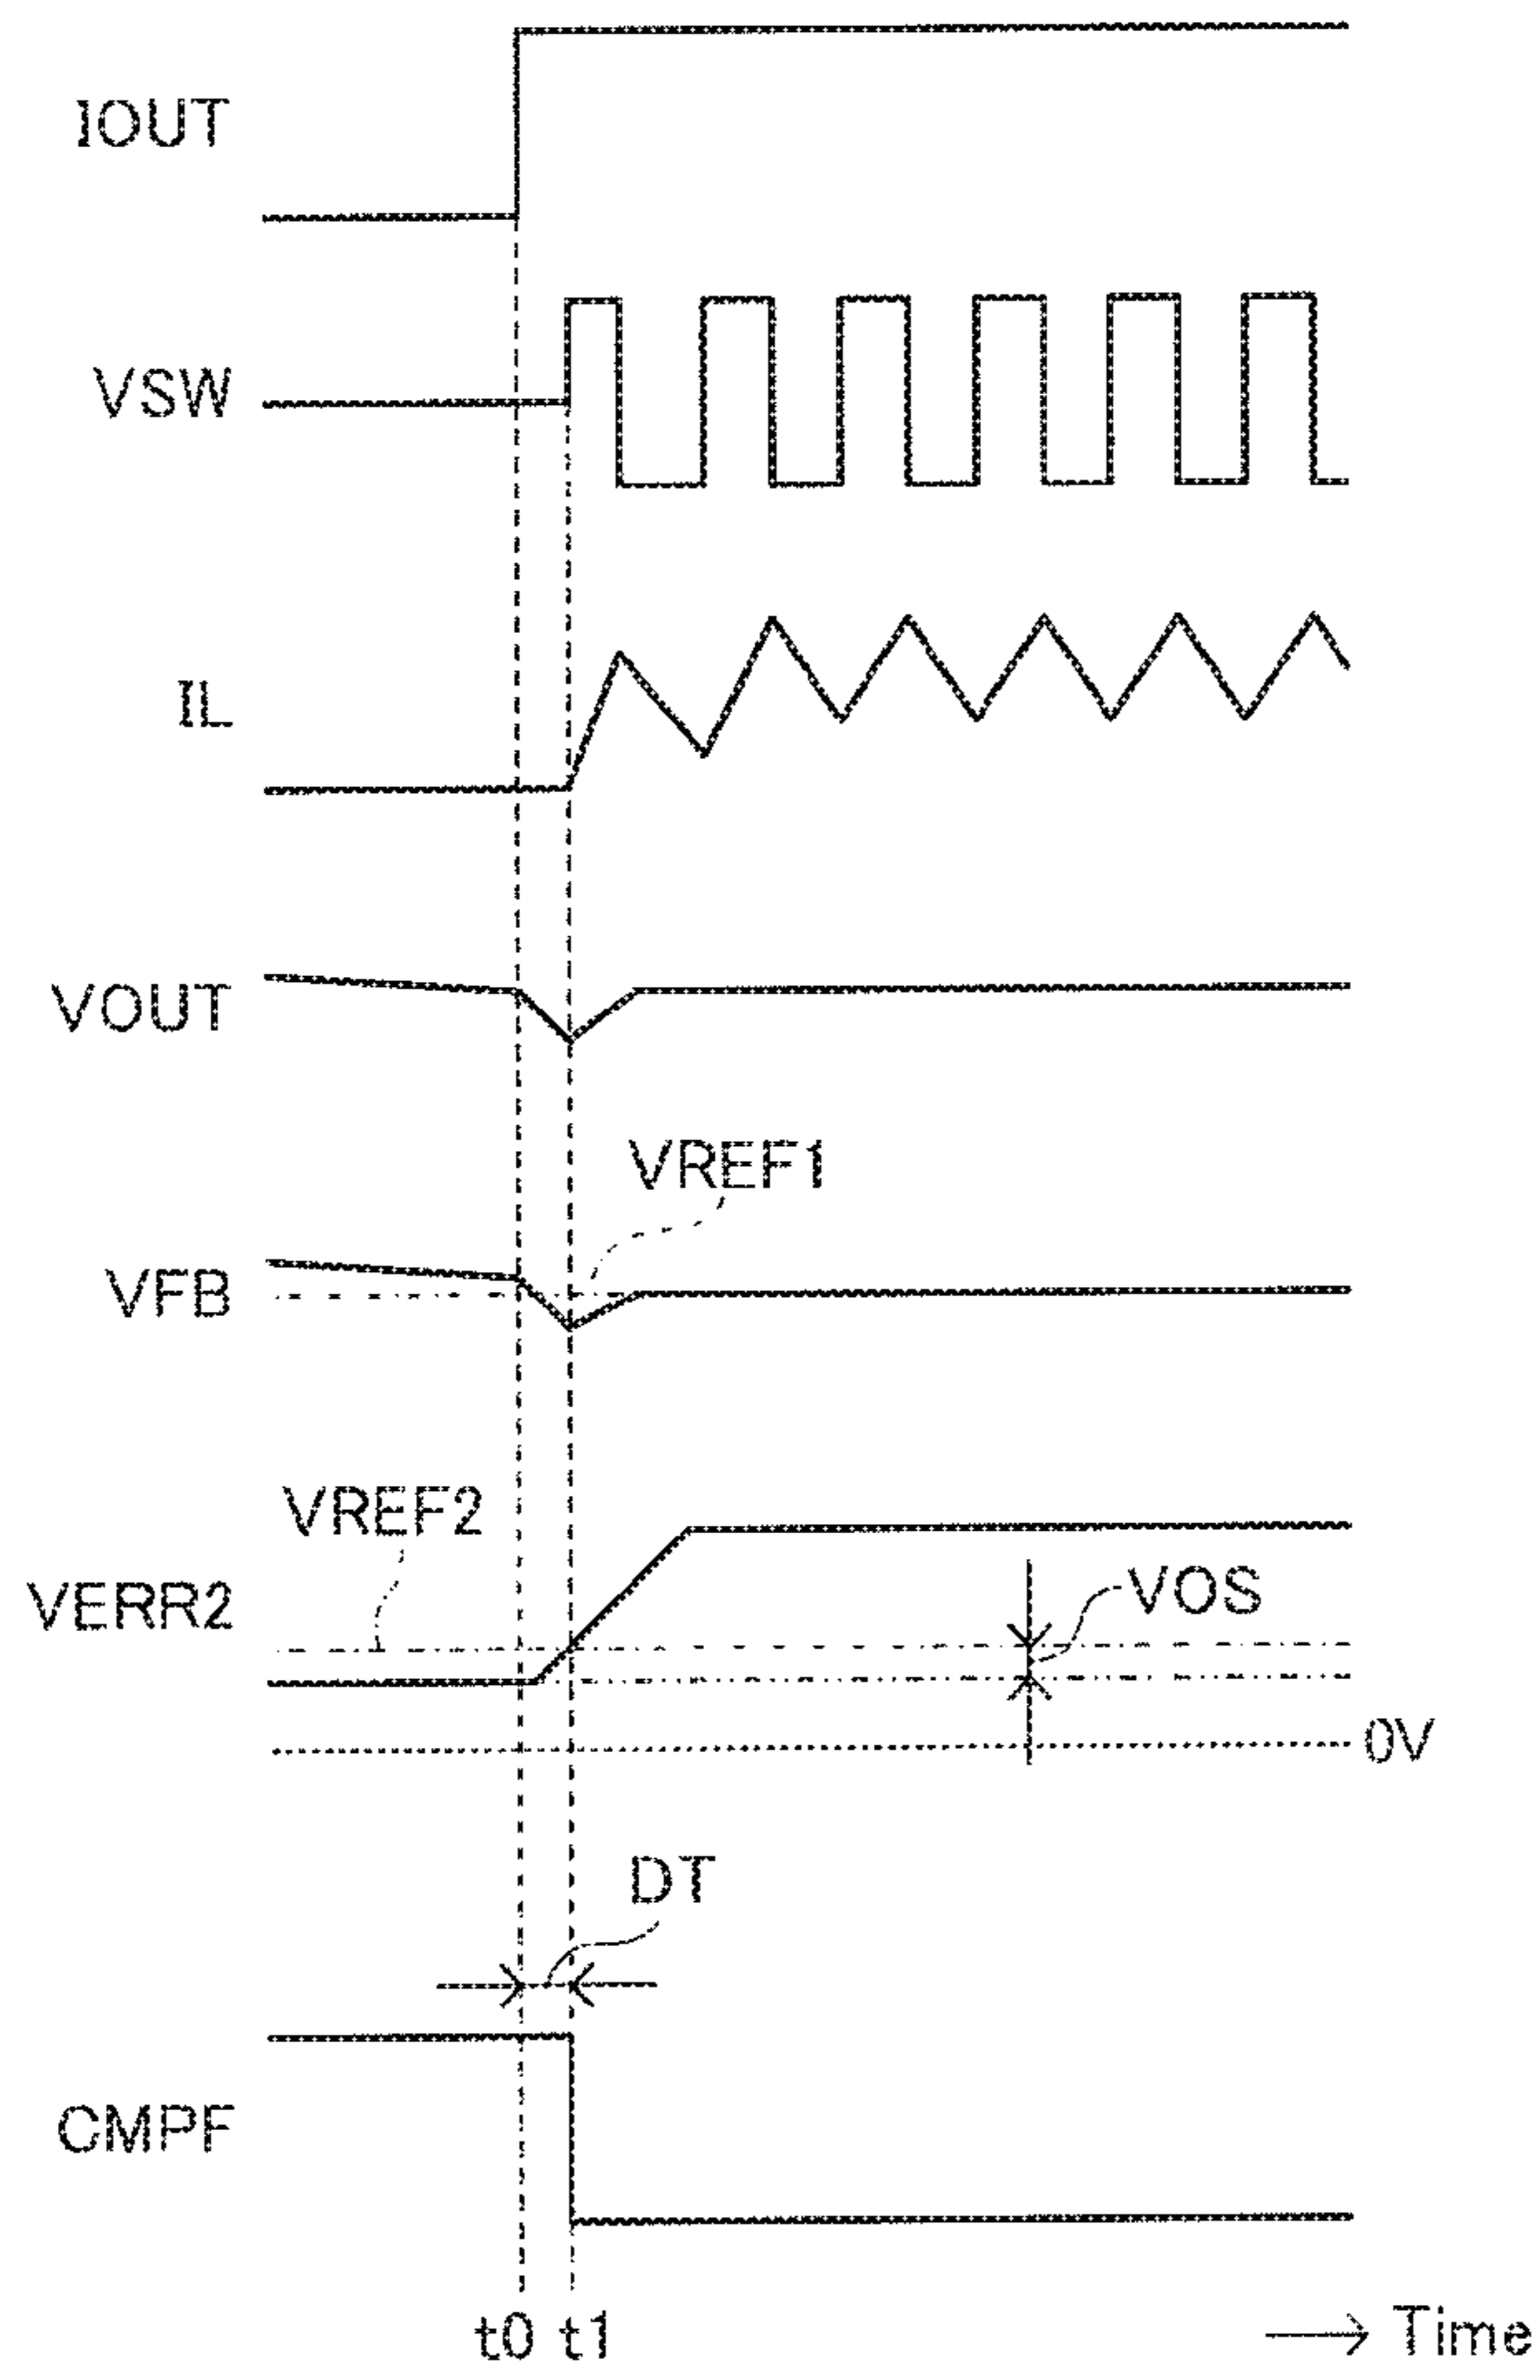 IOUT
VSW
IL
VOUT
VREF1
VFB
VREF2
VERR2
VOS
0V
DT
CMPF
t0 t1
Time